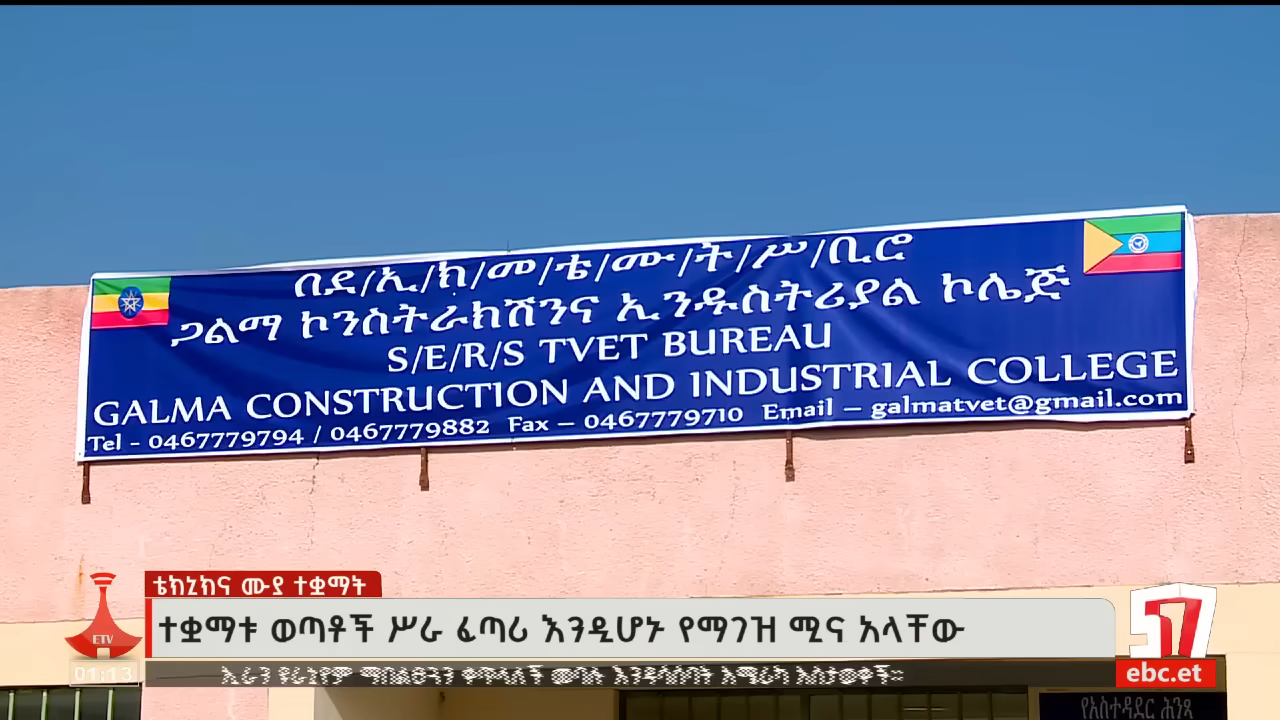 በደ/ኢ/ክ/መ/ቴ/ሙ/ት/ሥ/ቢሮ
ጋልማ ኮንስትራክሽንና ኢንዱስትሪያል ኮሌጅ
S/E/R/S TVET BUREAU
GALMA CONSTRUCTION AND INDUSTRIAL COLLEGE
Tel - 0467779794 / 0467779882 Fax – 0467779710 Email – galmatvet@gmail.com
ቴክኒክና ሙያ ተቋማት
ተቋማቱ ወጣቶች ሥራ ፈጣሪ እንዲሆኑ የማገዝ ሚና አላቸው
ETV
57
ebc.et
01:13
የአስተዳደር ሕንጻ